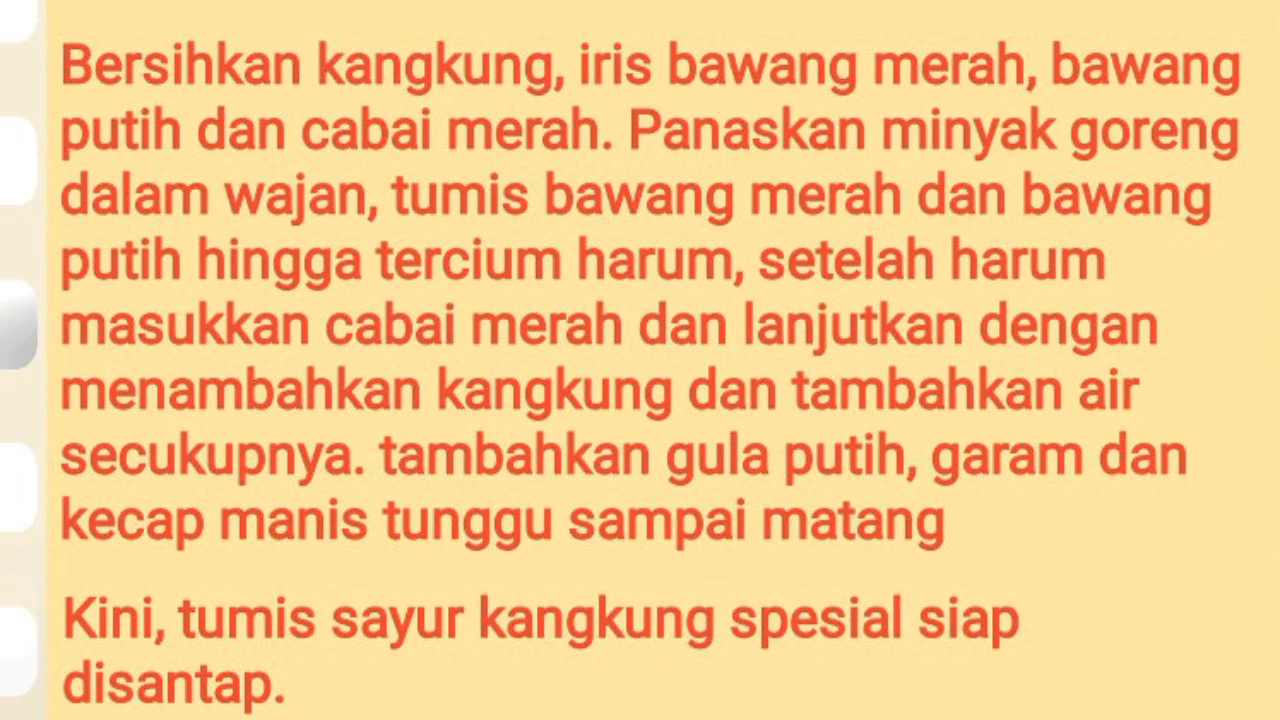 Bersihkan kangkung, iris bawang merah, bawang
putih dan cabai merah. Panaskan minyak goreng
dalam wajan, tumis bawang merah dan bawang
putih hingga tercium harum, setelah harum
masukkan cabai merah dan lanjutkan dengan
menambahkan kangkung dan tambahkan air
secukupnya. tambahkan gula putih, garam dan
kecap manis tunggu sampai matang
Kini, tumis sayur kangkung spesial siap
disantap.